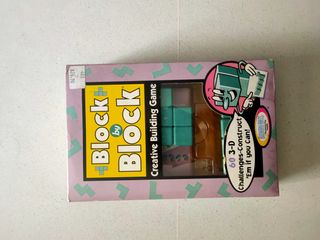 Block
by
Block
Creative Building Game
60 3-D
Challenges-Construct
'Em if you Can!